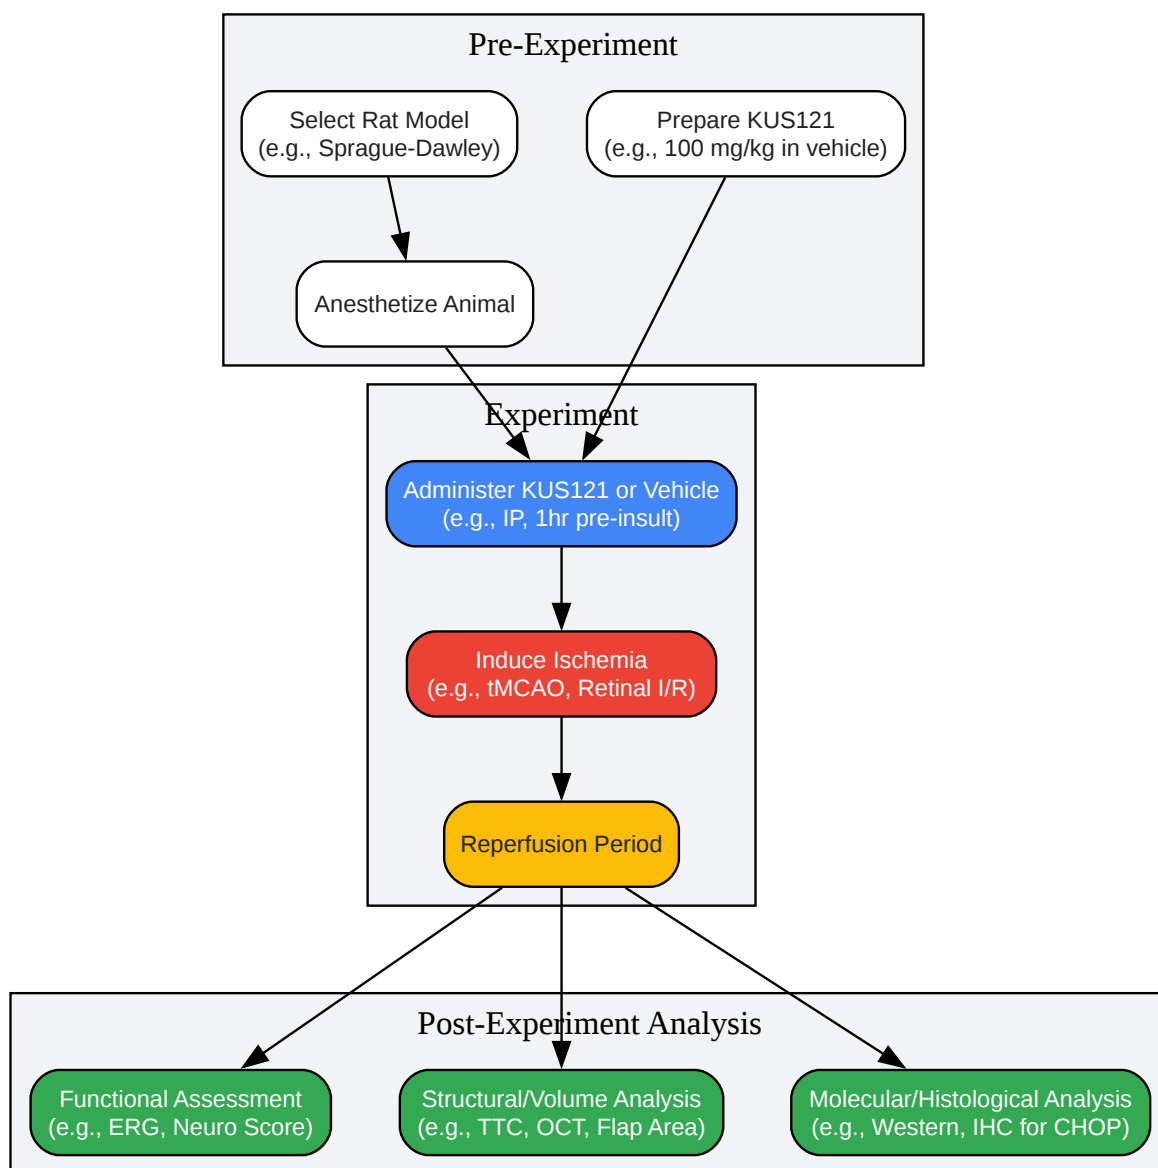 Pre-Experiment
Select Rat Model
(e.g., Sprague-Dawley)
Prepare KUS121
(e.g., 100 mg/kg in vehicle)
Anesthetize Animal
Experiment
Administer KUS121 or Vehicle
(e.g., IP, 1hr pre-insult)
Induce Ischemia
(e.g., tMCAO, Retinal I/R)
Reperfusion Period
Post-Experiment Analysis
Functional Assessment
(e.g., ERG, Neuro Score)
Structural/Volume Analysis
(e.g., TTC, OCT, Flap Area)
Molecular/Histological Analysis
(e.g., Western, IHC for CHOP)